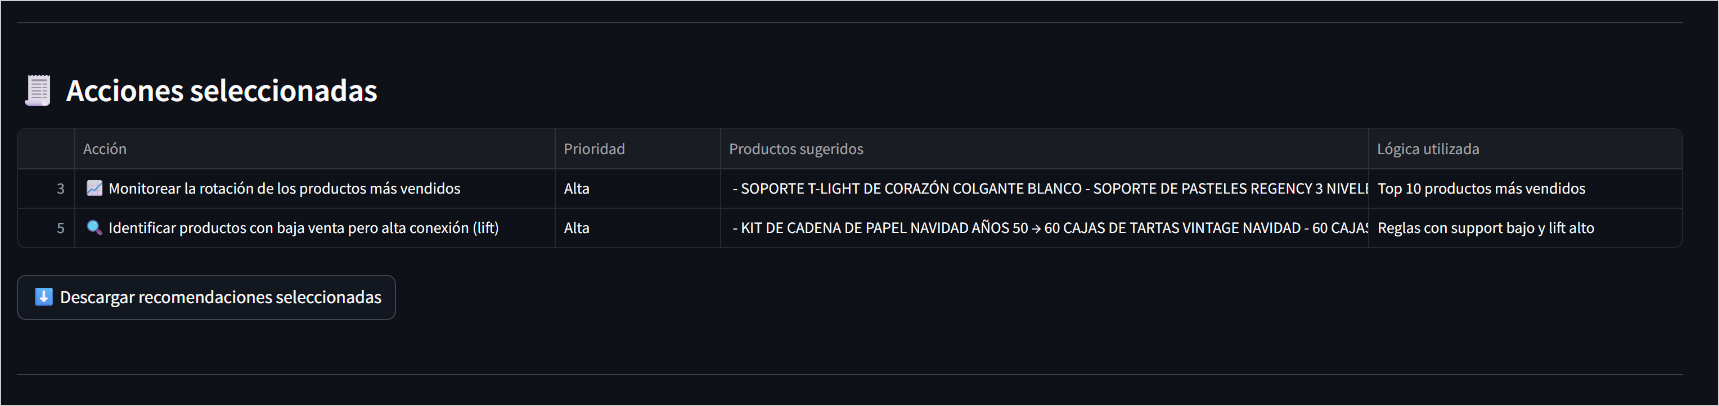 Acciones seleccionadas
Acción Prioridad Productos sugeridos Lógica utilizada
3 Monitorear la rotación de los productos más vendidos Alta - SOPORTE T-LIGHT DE CORAZÓN COLGANTE BLANCO - SOPORTE DE PASTELES REGENCY 3 NIVELE Top 10 productos más vendidos
5 Identificar productos con baja venta pero alta conexión (lift) Alta - KIT DE CADENA DE PAPEL NAVIDAD AÑOS 50 → 60 CAJAS DE TARTAS VINTAGE NAVIDAD - 60 CAJAS Reglas con support bajo y lift alto
Descargar recomendaciones seleccionadas